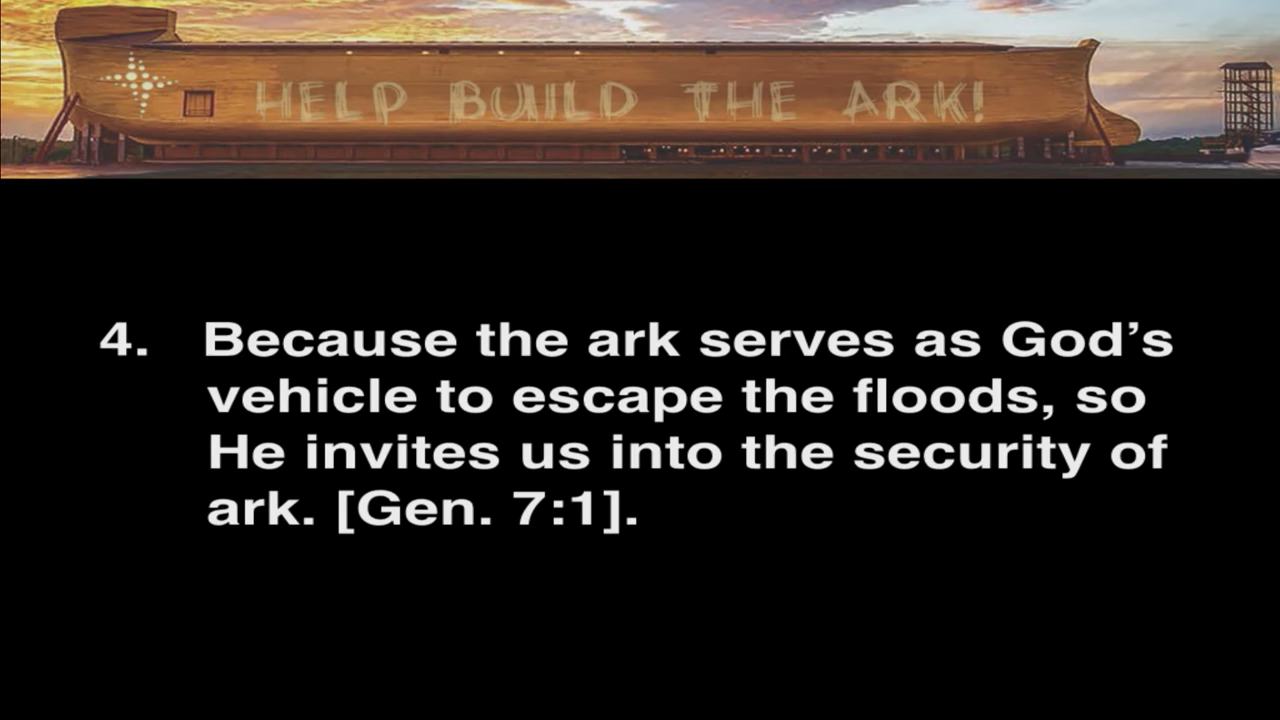 HELP BUILD THE ARK!
4. Because the ark serves as God’s
vehicle to escape the floods, so
He invites us into the security of
ark. [Gen. 7:1].